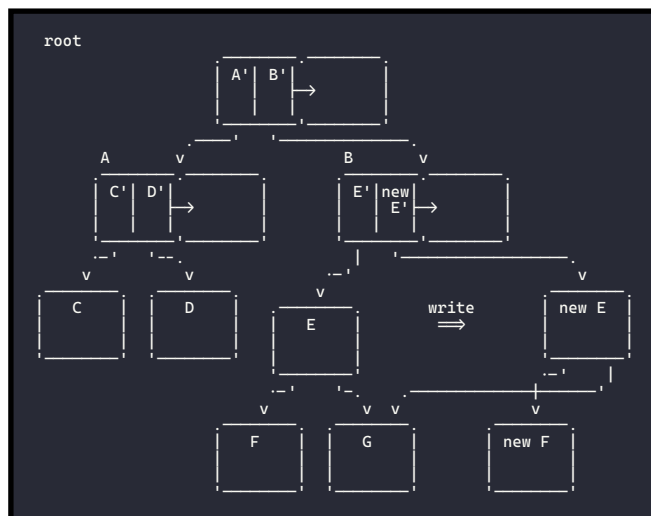 root
A' B'
A B
C' D' E' new
E'
C D E write new E
F G new F